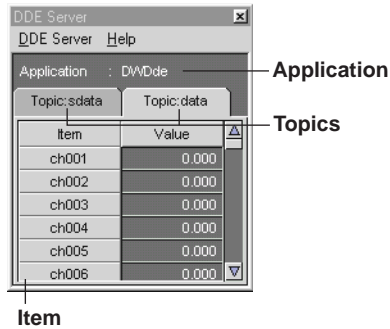 DDE Server
DDE Server Help
Application : DWDde
Application
Topic:sdata Topic:data
Topics
Item Value
ch001 0.000
ch002 0.000
ch003 0.000
ch004 0.000
ch005 0.000
ch006 0.000
Item